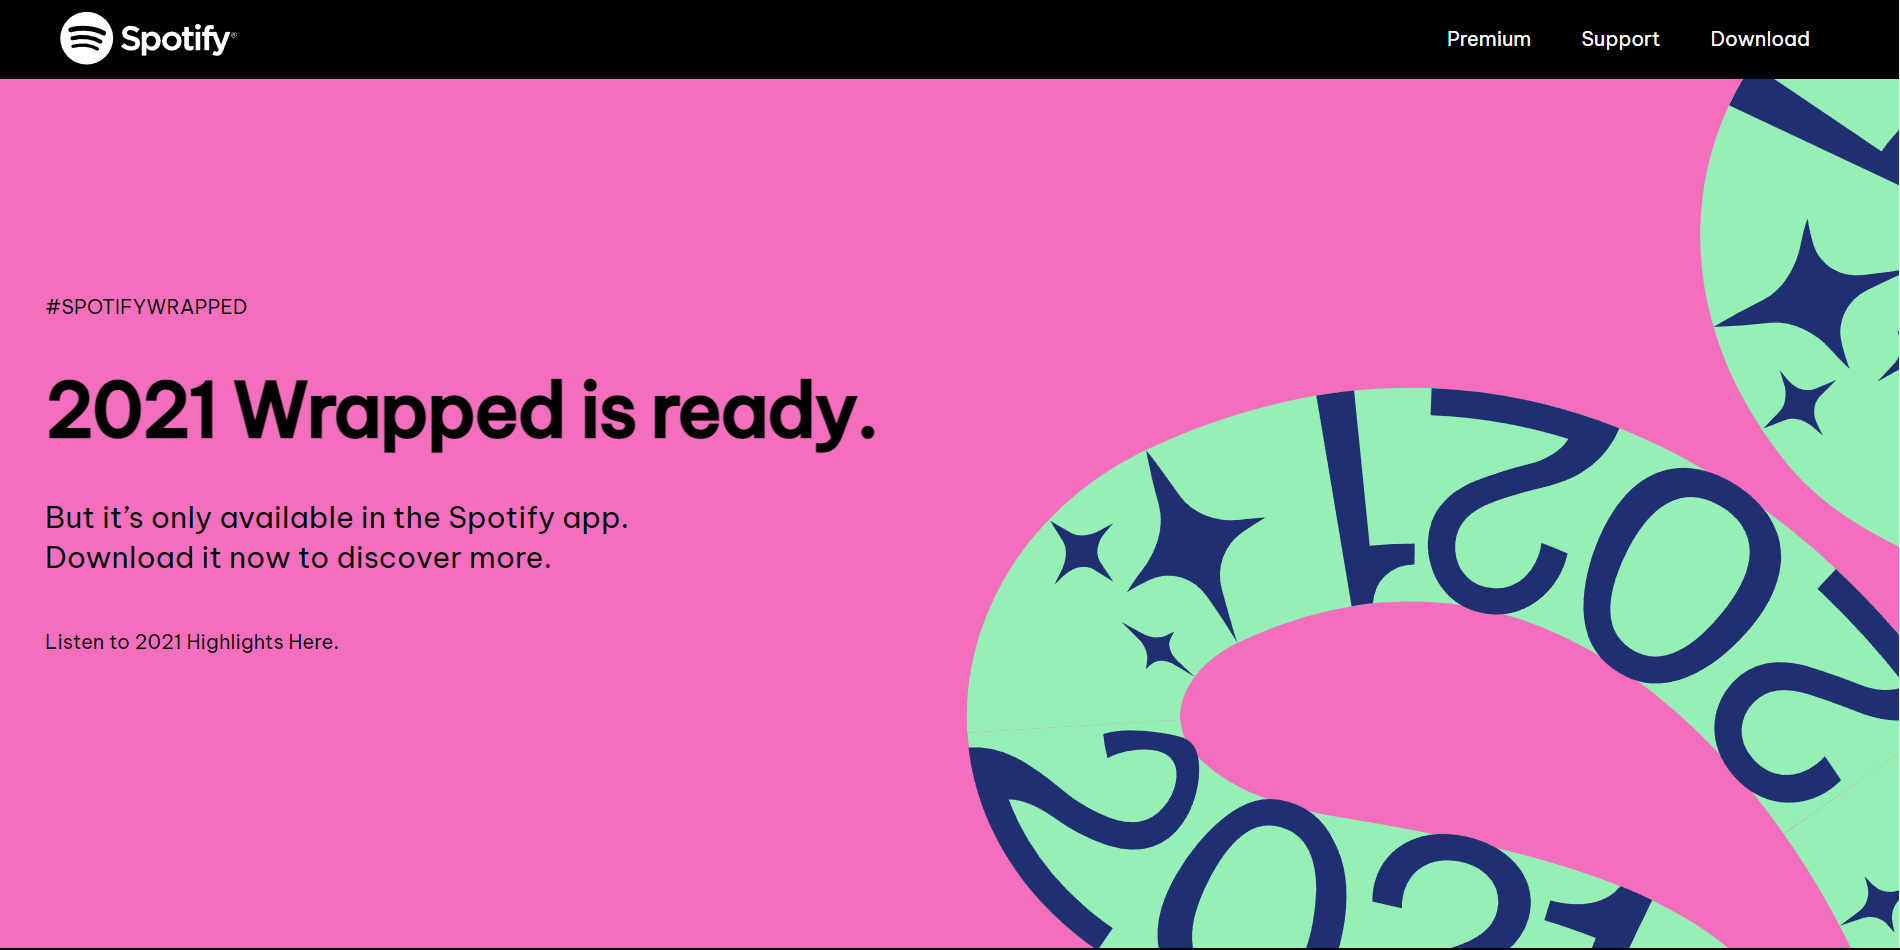 Spotify®
Premium Support Download
#SPOTIFYWRAPPED
2021 Wrapped is ready.
But it’s only available in the Spotify app.
Download it now to discover more.
Listen to 2021 Highlights Here.
2021
2021